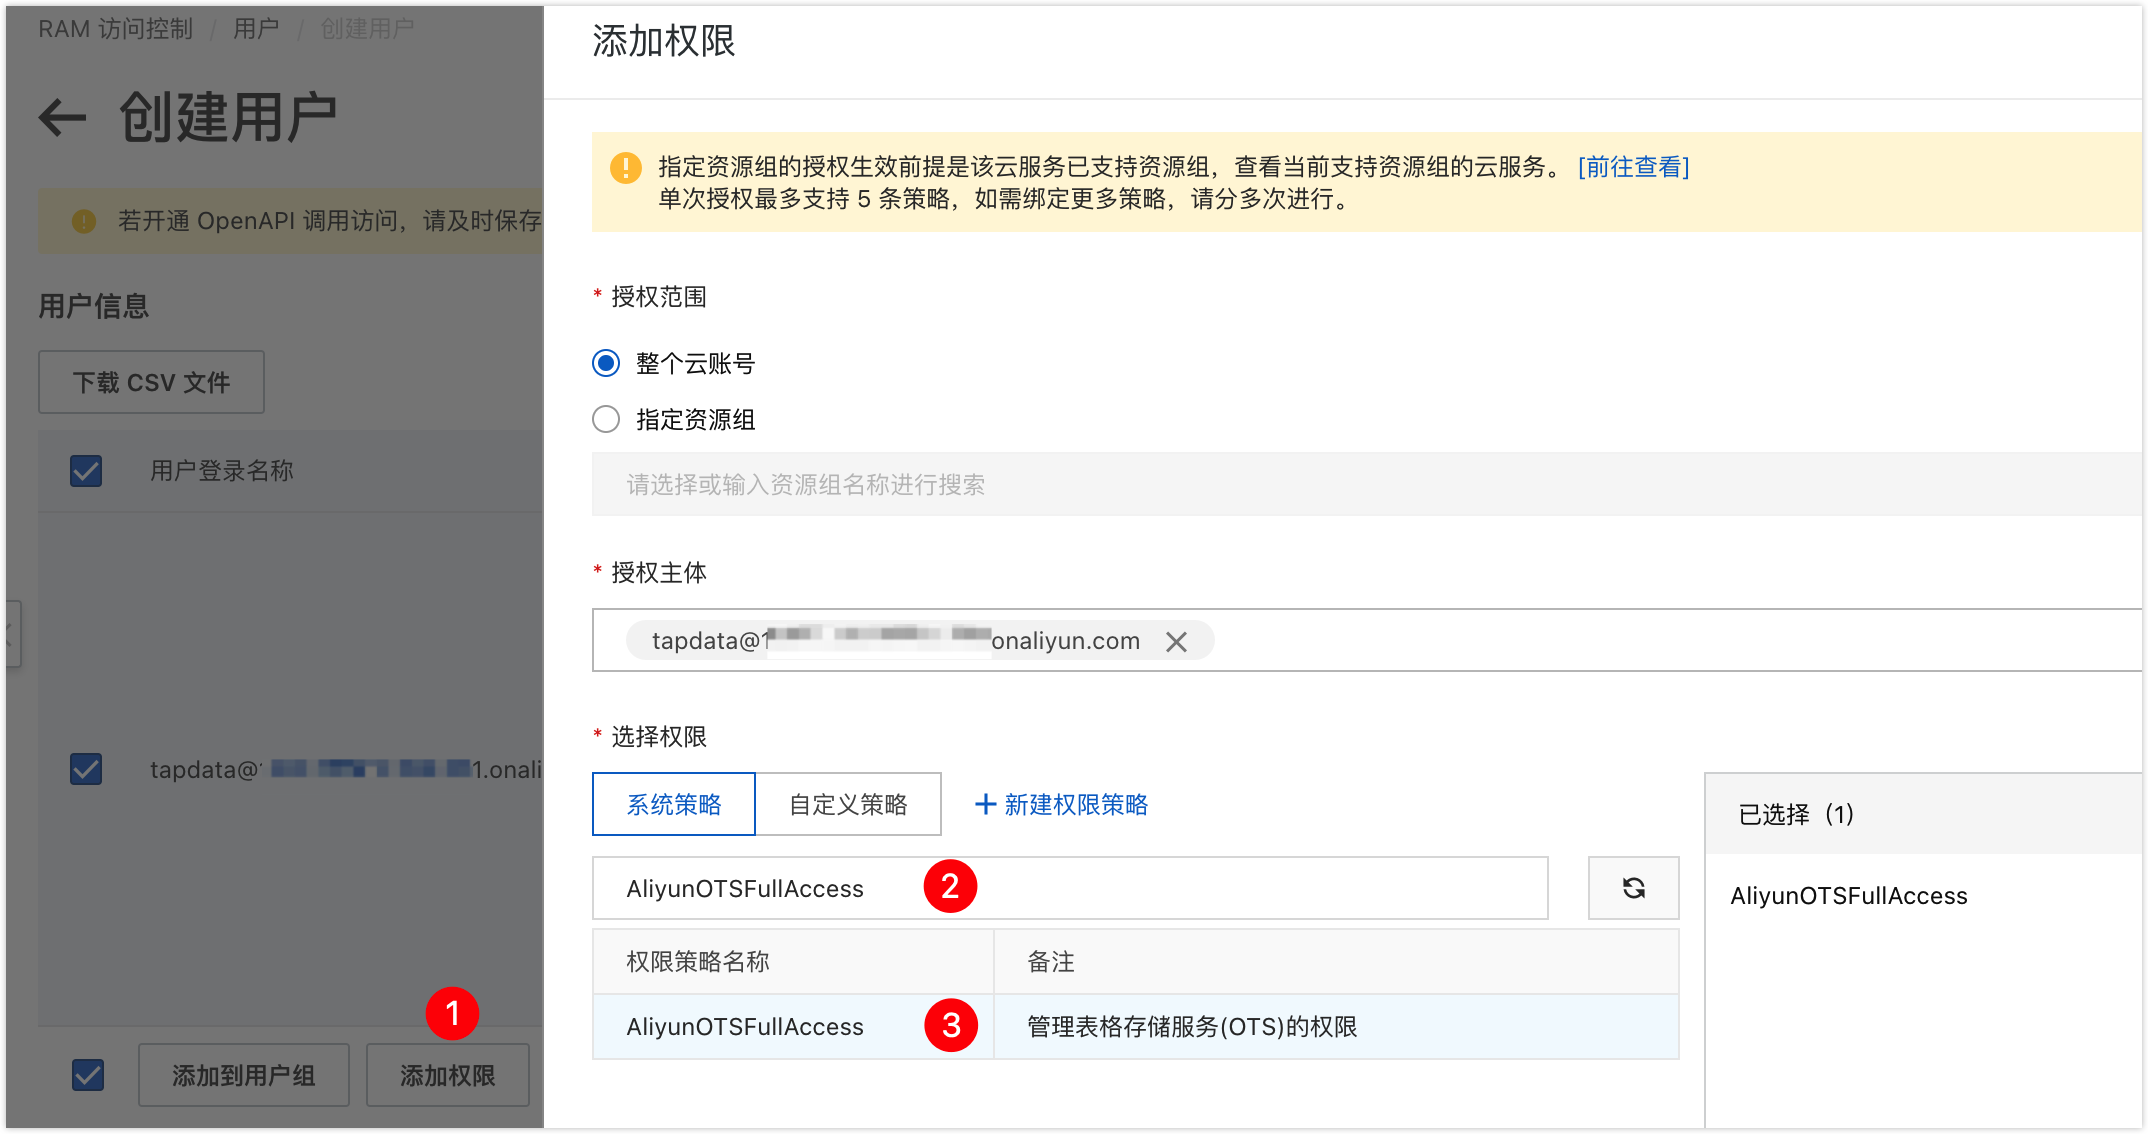 RAM 访问控制 / 用户 / 创建用户
创建用户
若开通 OpenAPI 调用访问，请及时保存
用户信息
下载 CSV 文件
用户登录名称
tapdata@ 1.onali
1
添加到用户组
添加权限
添加权限
指定资源组的授权生效前提是该云服务已支持资源组，查看当前支持资源组的云服务。 [前往查看]
单次授权最多支持 5 条策略，如需绑定更多策略，请分多次进行。
* 授权范围
整个云账号
指定资源组
请选择或输入资源组名称进行搜索
* 授权主体
tapdata@1 onaliyun.com
* 选择权限
系统策略
自定义策略
新建权限策略
AliyunOTSFullAccess
2
权限策略名称
备注
AliyunOTSFullAccess
3
管理表格存储服务(OTS)的权限
已选择（1）
AliyunOTSFullAccess